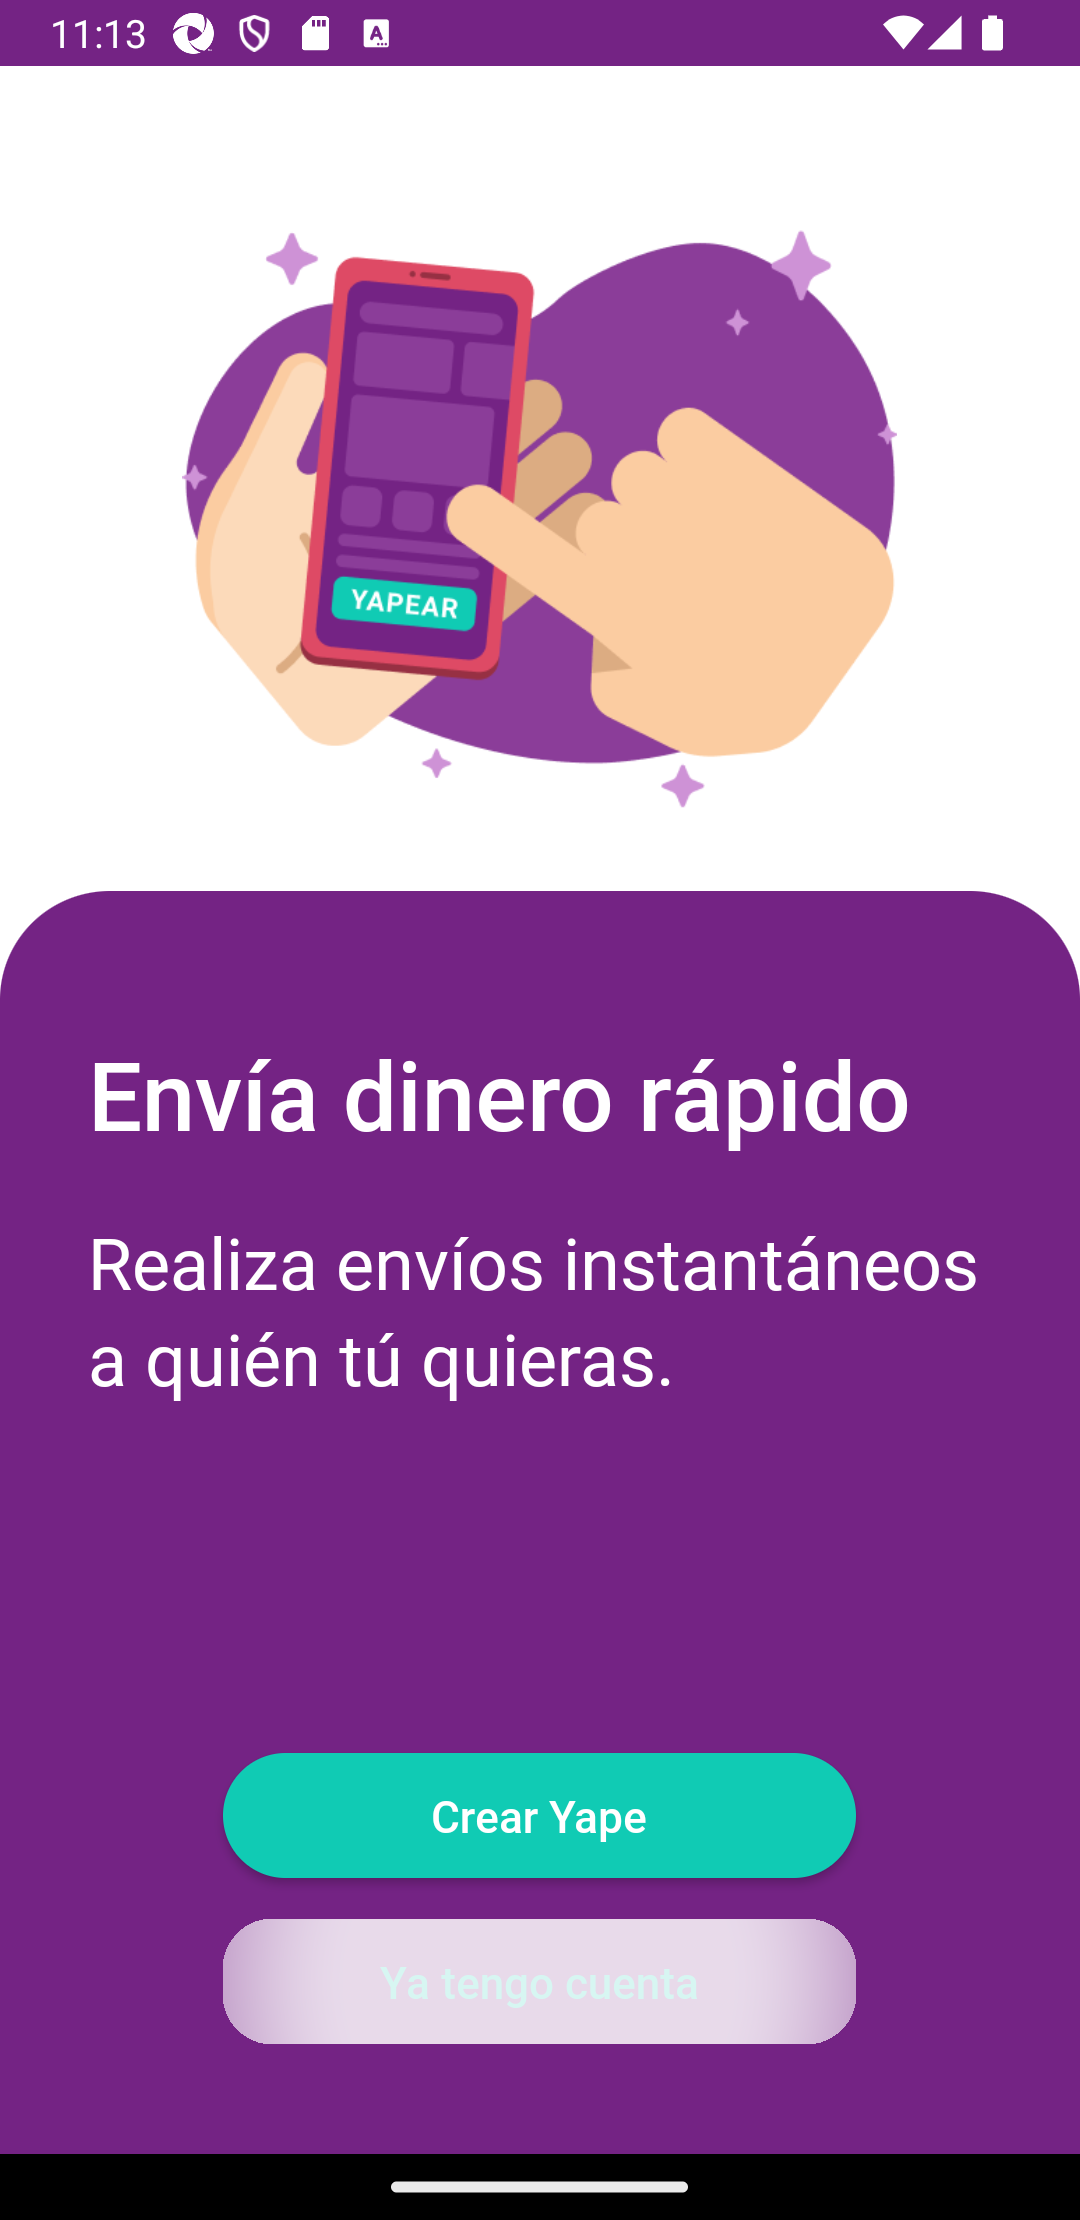 11:13
YAPEAR
Envía dinero rápido
Realiza envíos instantáneos
a quién tú quieras.
Crear Yape
Ya tengo cuenta